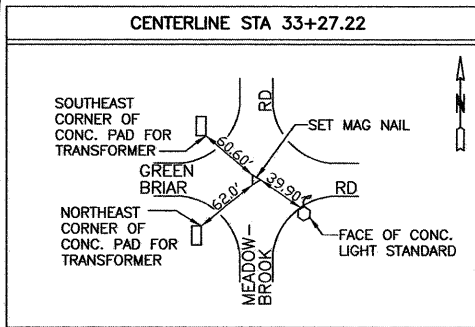 CENTERLINE STA 33+27.22
N
SOUTHEAST
CORNER OF
CONC. PAD FOR
TRANSFORMER
RD
SET MAG NAIL
60.60'
GREEN
BRIAR
39.90'
RD
62.0'
NORTHEAST
CORNER OF
CONC. PAD FOR
TRANSFORMER
MEADOW-
BROOK
FACE OF CONC.
LIGHT STANDARD